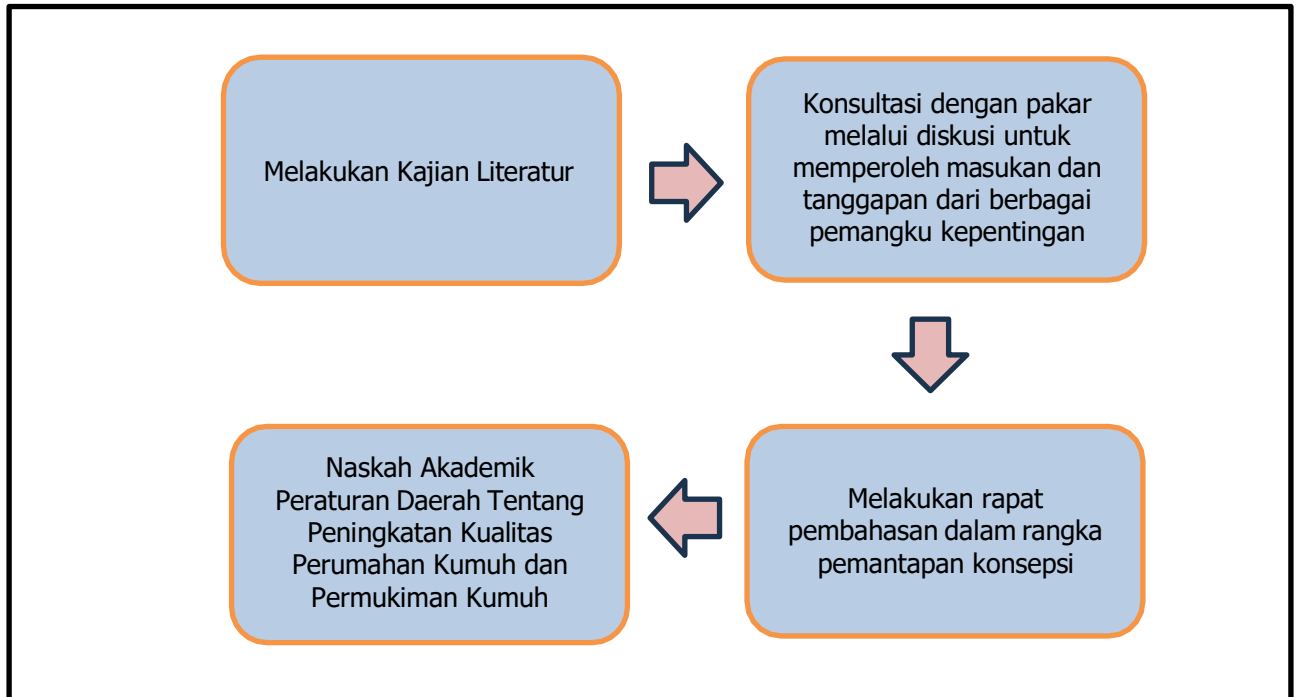 Melakukan Kajian Literatur
Konsultasi dengan pakar
melalui diskusi untuk
memperoleh masukan dan
tanggapan dari berbagai
pemangku kepentingan
Melakukan rapat
pembahasan dalam rangka
pemantapan konsepsi
Naskah Akademik
Peraturan Daerah Tentang
Peningkatan Kualitas
Perumahan Kumuh dan
Permukiman Kumuh